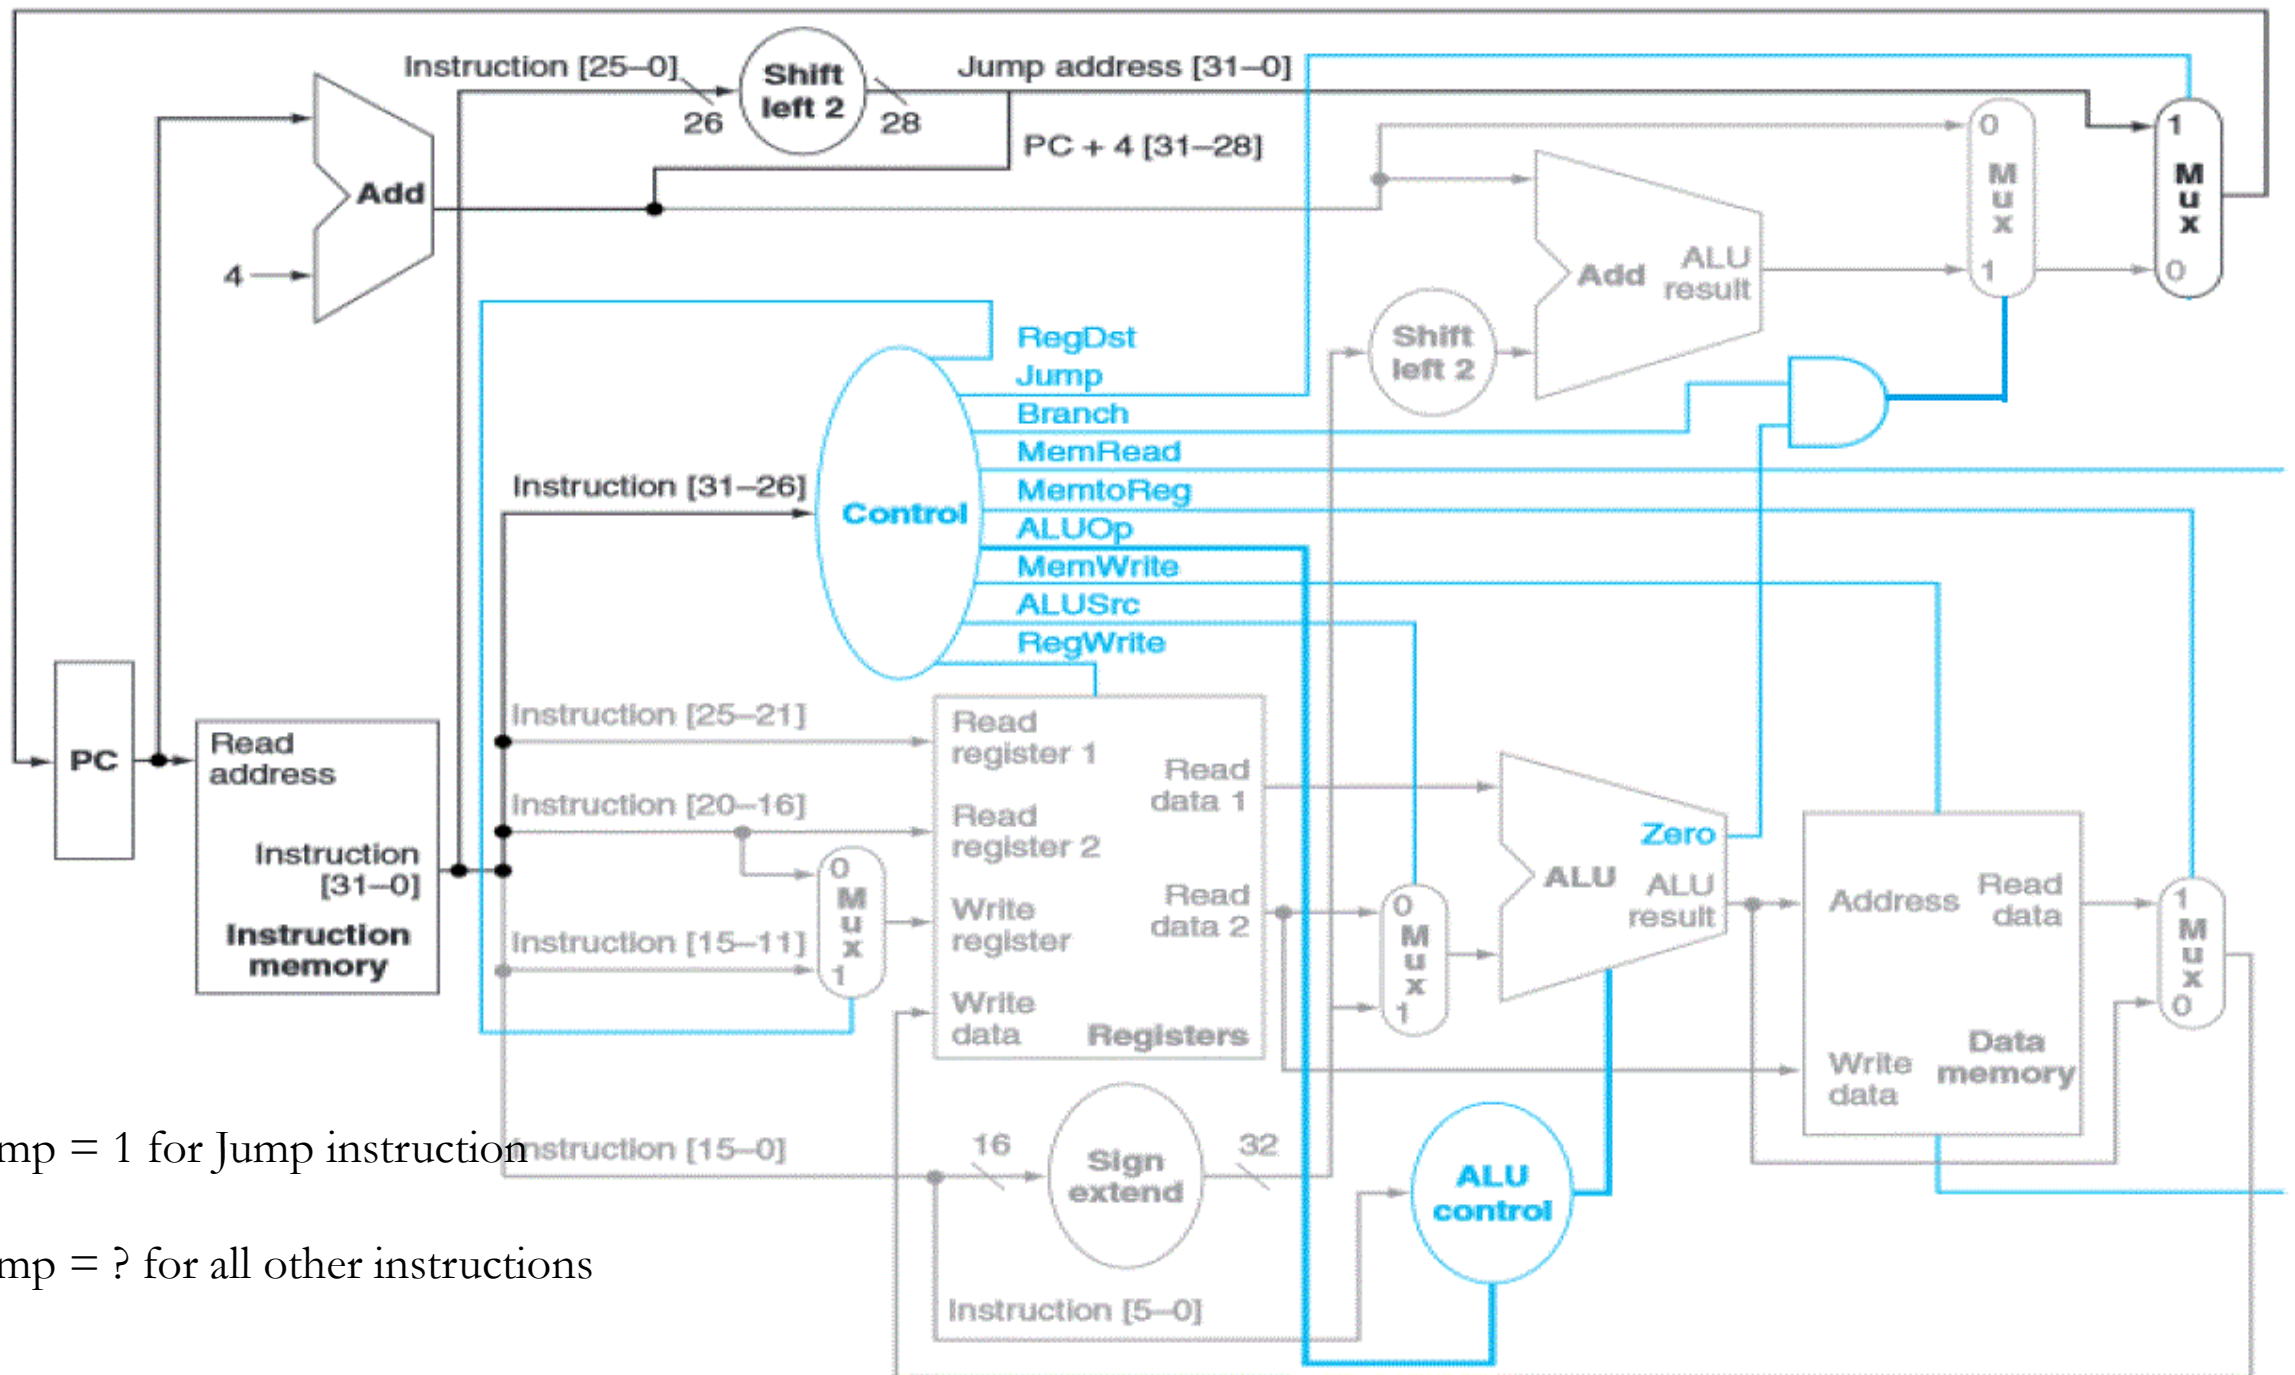 Instruction [25–0]
Shift
left 2
Jump address [31–0]
26
28
PC + 4 [31–28]
Add
4
0
M
u
x
1
1
M
u
x
0
Add
ALU
result
Shift
left 2
RegDst
Jump
Branch
MemRead
MemtoReg
ALUOp
MemWrite
ALUSrc
RegWrite
Instruction [31–26]
Control
PC
Read
address
Instruction
[31–0]
Instruction
memory
Instruction [25–21]
Instruction [20–16]
Instruction [15–11]
0
M
u
x
1
Read
register 1
Read
register 2
Write
register
Write
data
Read
data 1
Read
data 2
Registers
0
M
u
x
1
Zero
ALU
ALU
result
Address
Read
data
Write
data
Data
memory
1
M
u
x
0
mp = 1 for Jump instruction
Instruction [15–0]
16
Sign
extend
32
ALU
control
mp = ? for all other instructions
Instruction [5–0]